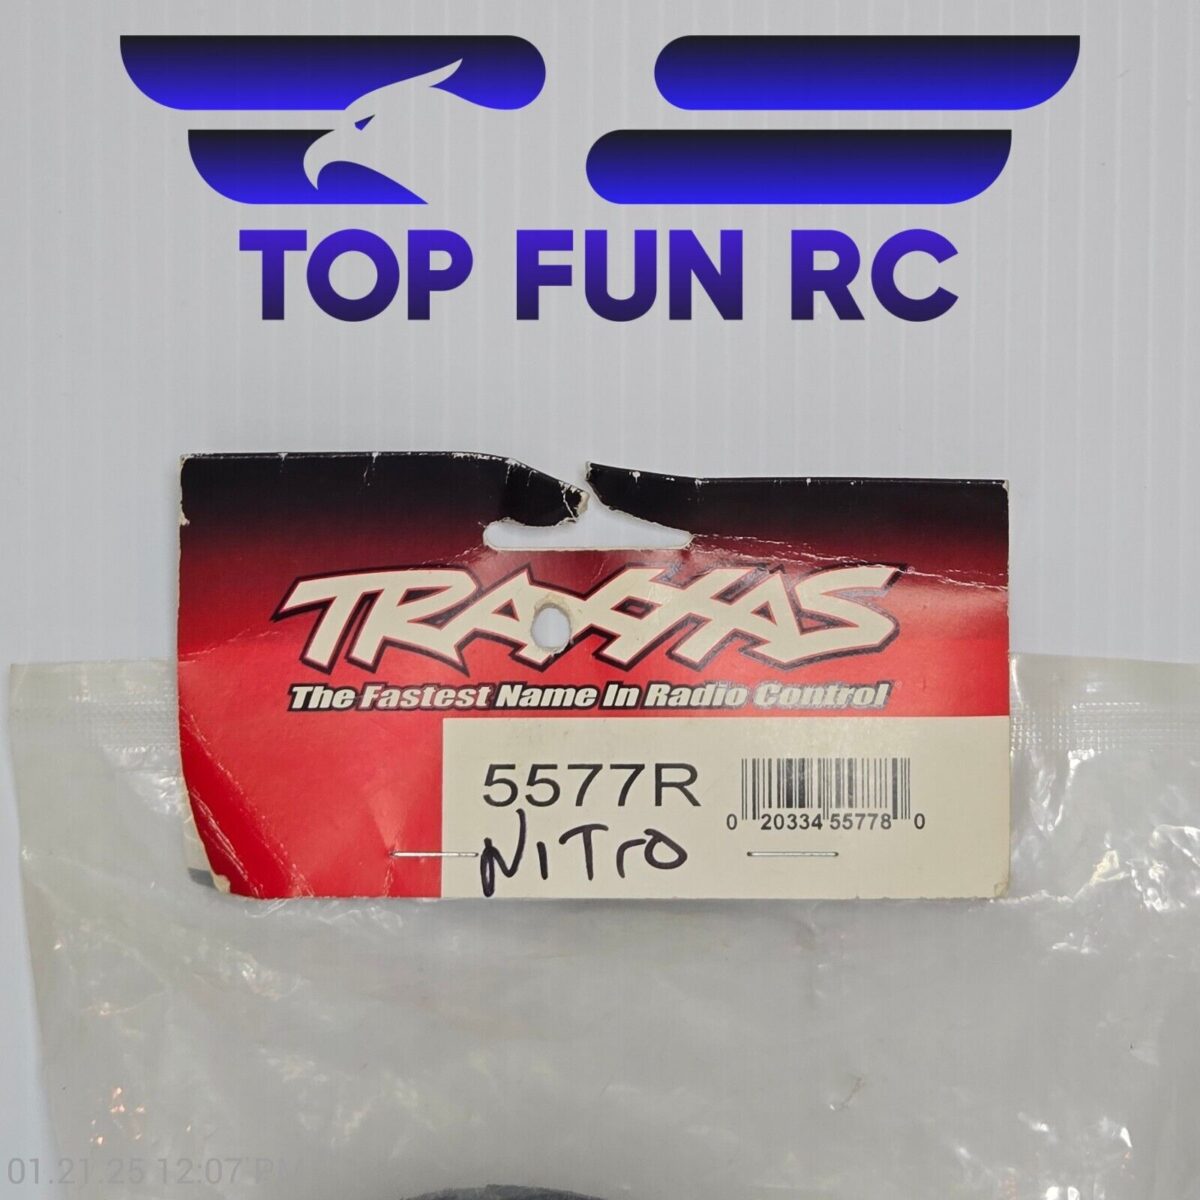 TOP FUN RC
TRAXXAS
The Fastest Name In Radio Control
5577R
0 20334 55778 0
NITrO
01.21.25 12:07 PM